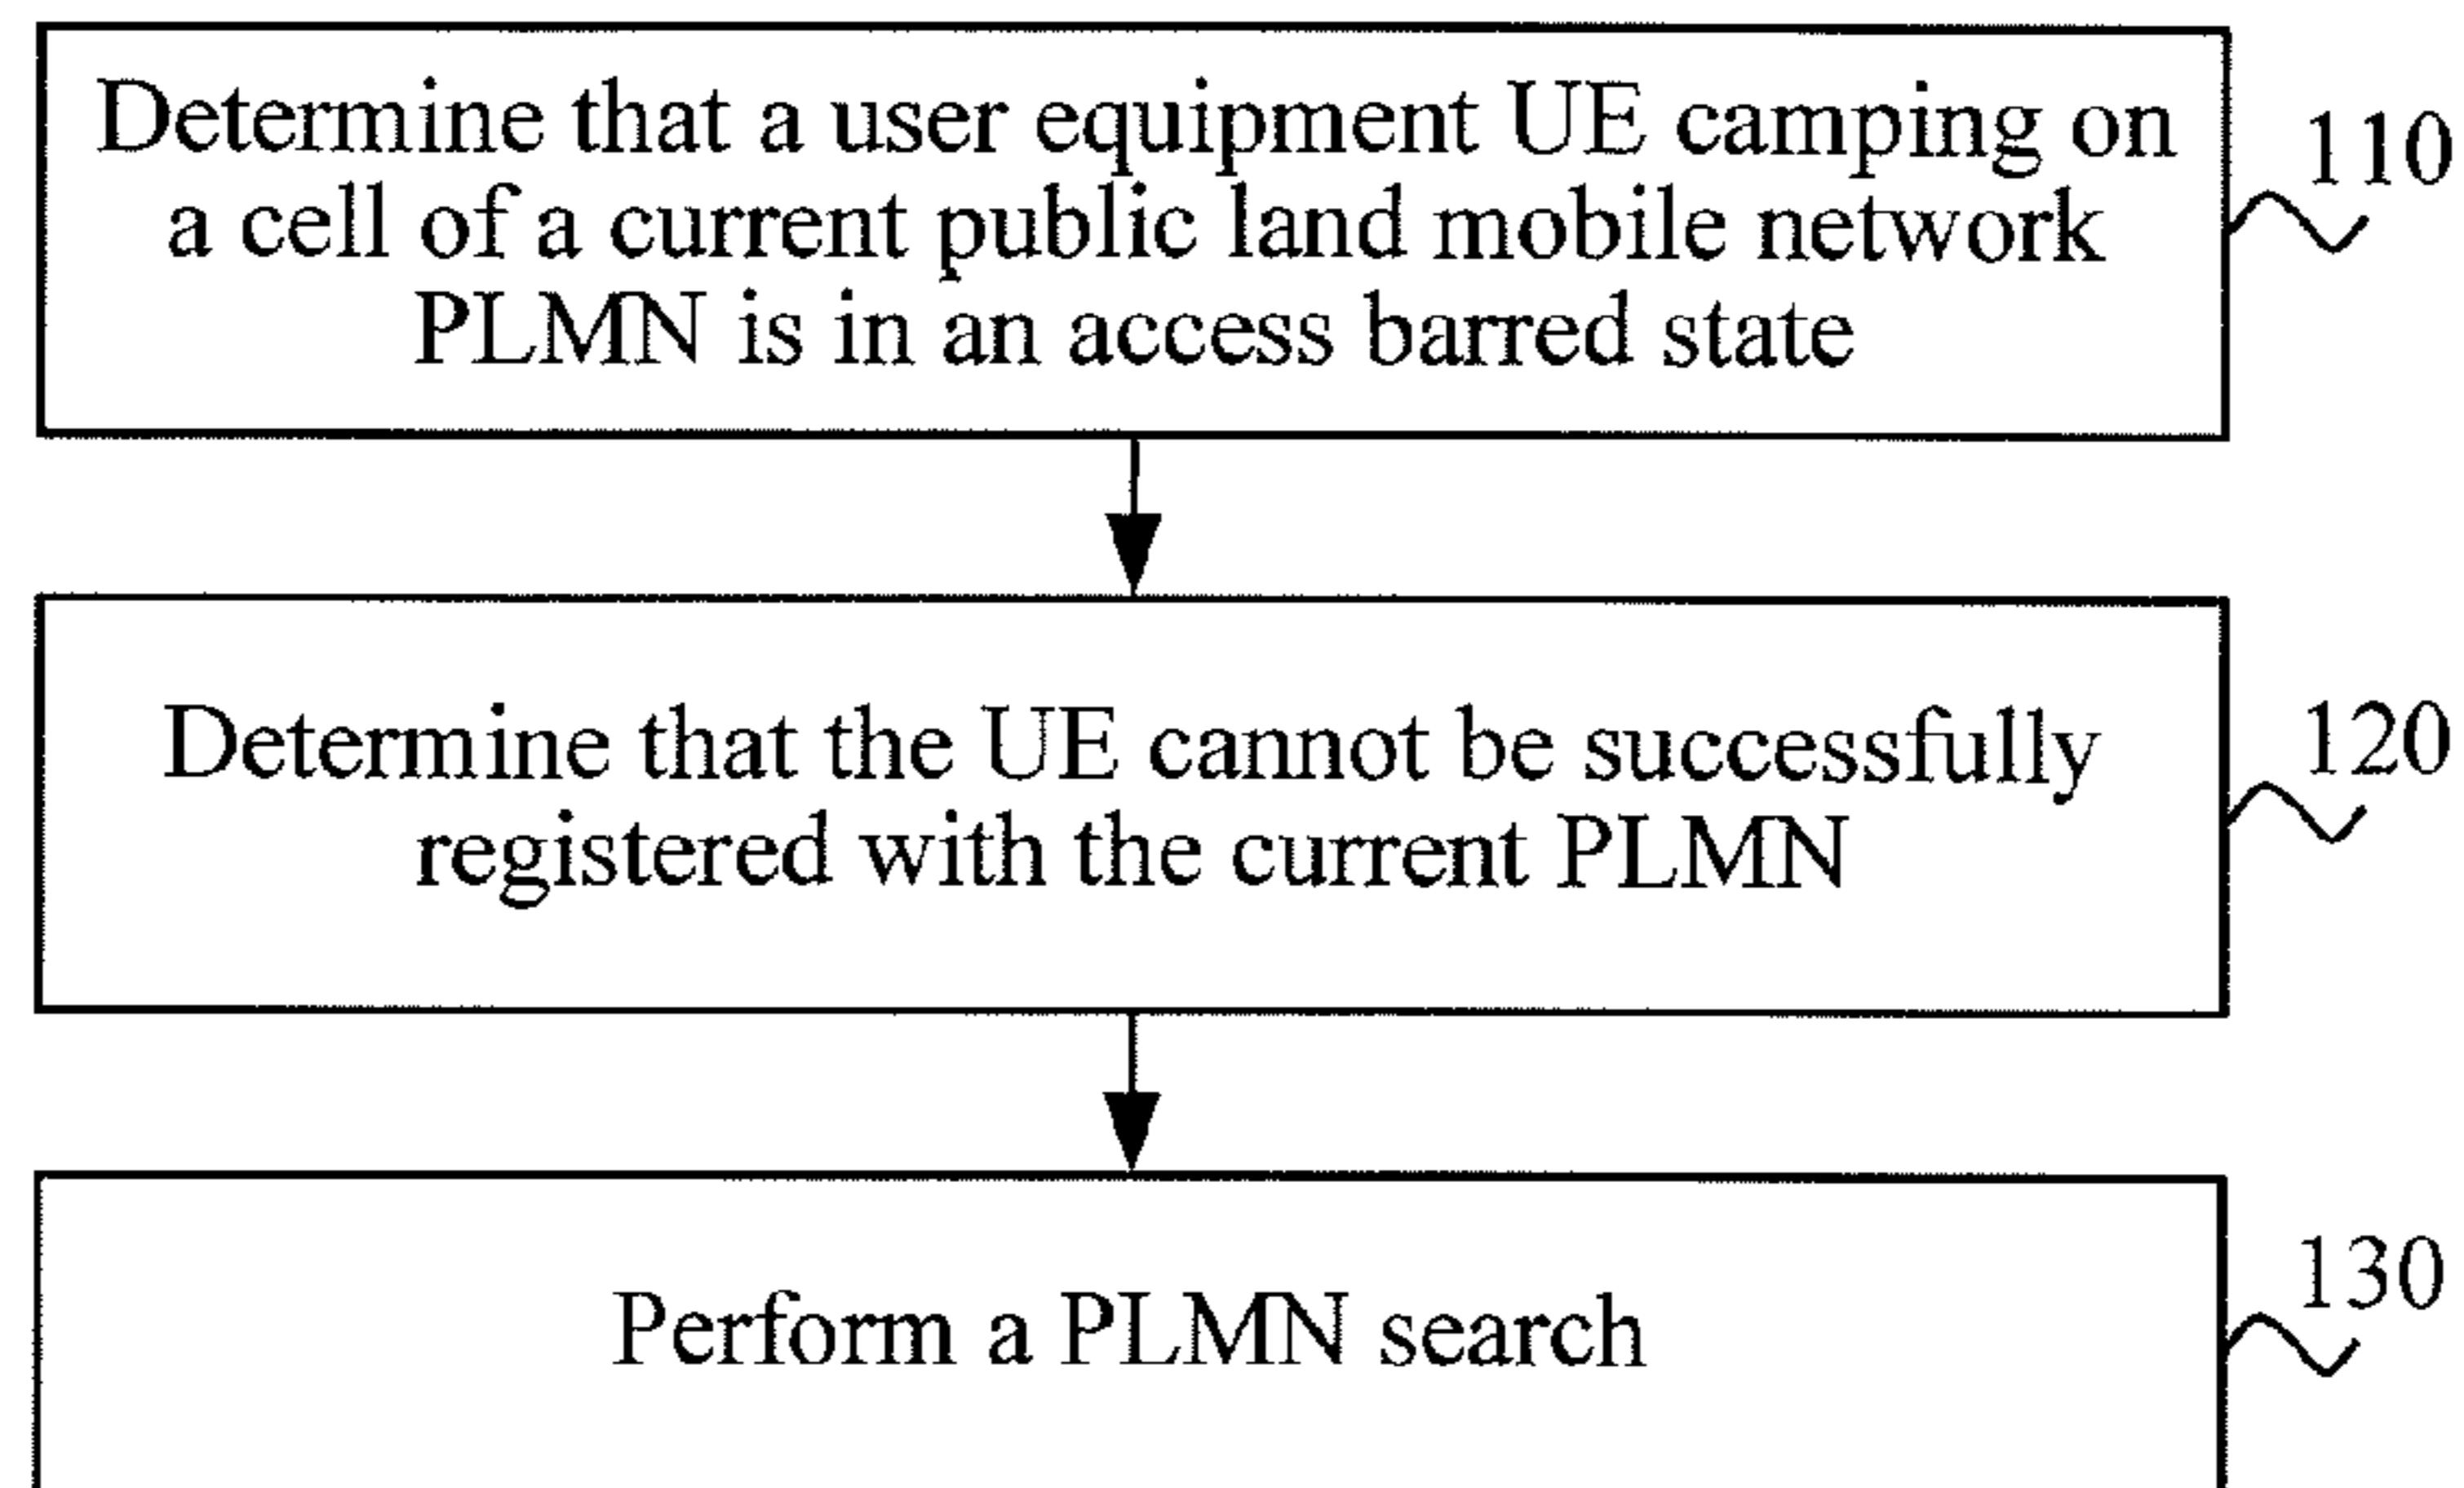 Determine that a user equipment UE camping on
a cell of a current public land mobile network
PLMN is in an access barred state
110
Determine that the UE cannot be successfully
registered with the current PLMN
120
Perform a PLMN search
130